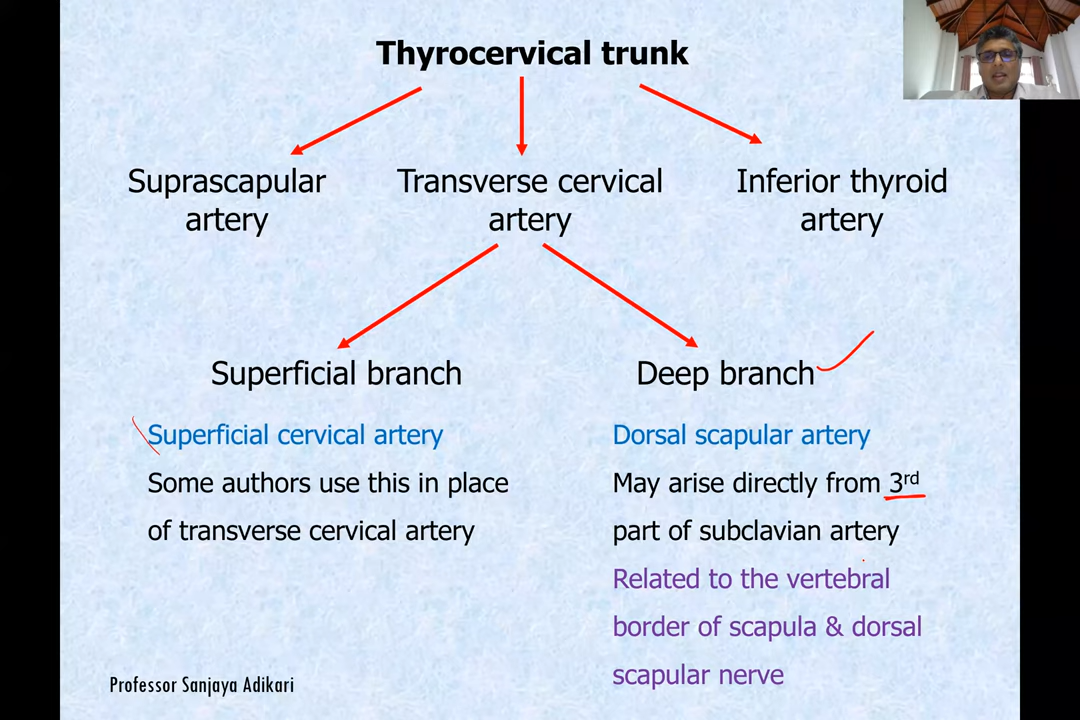 Thyrocervical trunk
Suprascapular
artery
Transverse cervical
artery
Inferior thyroid
artery
Superficial branch
Superficial cervical artery
Some authors use this in place
of transverse cervical artery
Deep branch
Dorsal scapular artery
May arise directly from 3rd
part of subclavian artery
Related to the vertebral
border of scapula & dorsal
scapular nerve
Professor Sanjaya Adikari